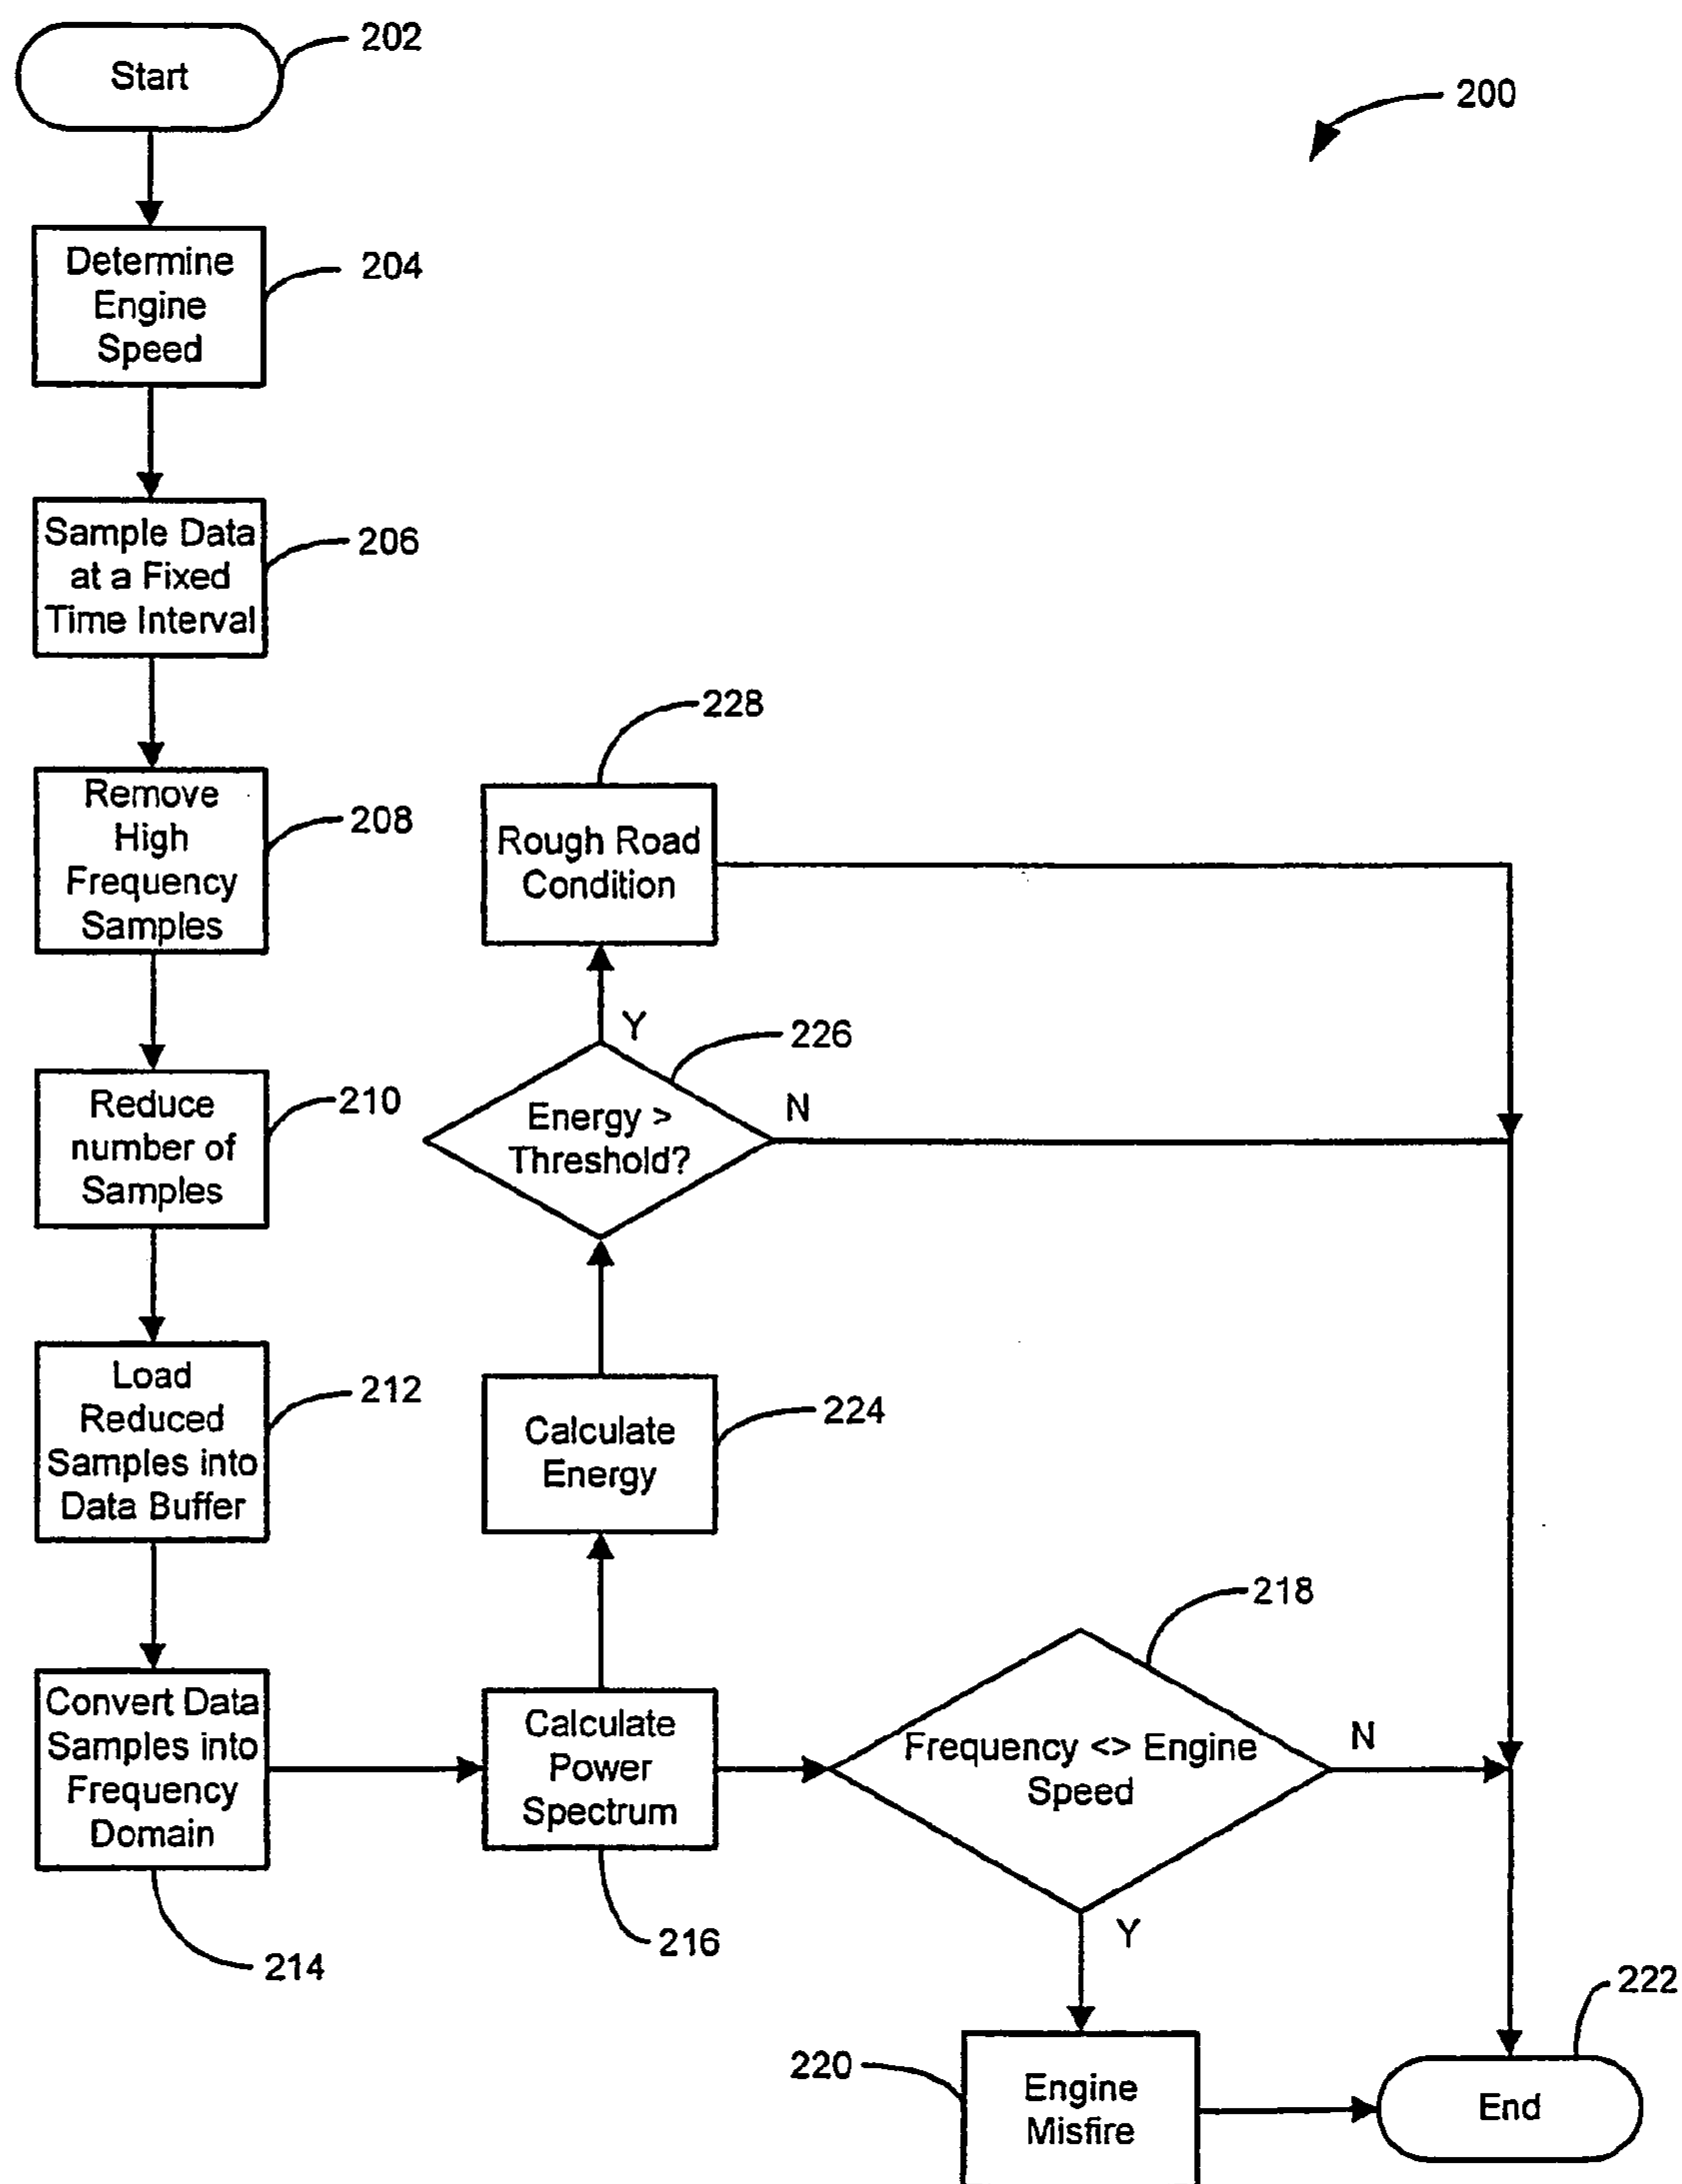 Start
202
200
Determine
Engine
Speed
204
Sample Data
at a Fixed
Time Interval
206
Remove
High
Frequency
Samples
208
228
Rough Road
Condition
Y
226
Energy >
Threshold?
N
Reduce
number of
Samples
210
Load
Reduced
Samples into
Data Buffer
212
Calculate
Energy
224
218
Convert Data
Samples into
Frequency
Domain
214
Calculate
Power
Spectrum
216
Frequency <> Engine
Speed
N
Y
222
220
Engine
Misfire
End